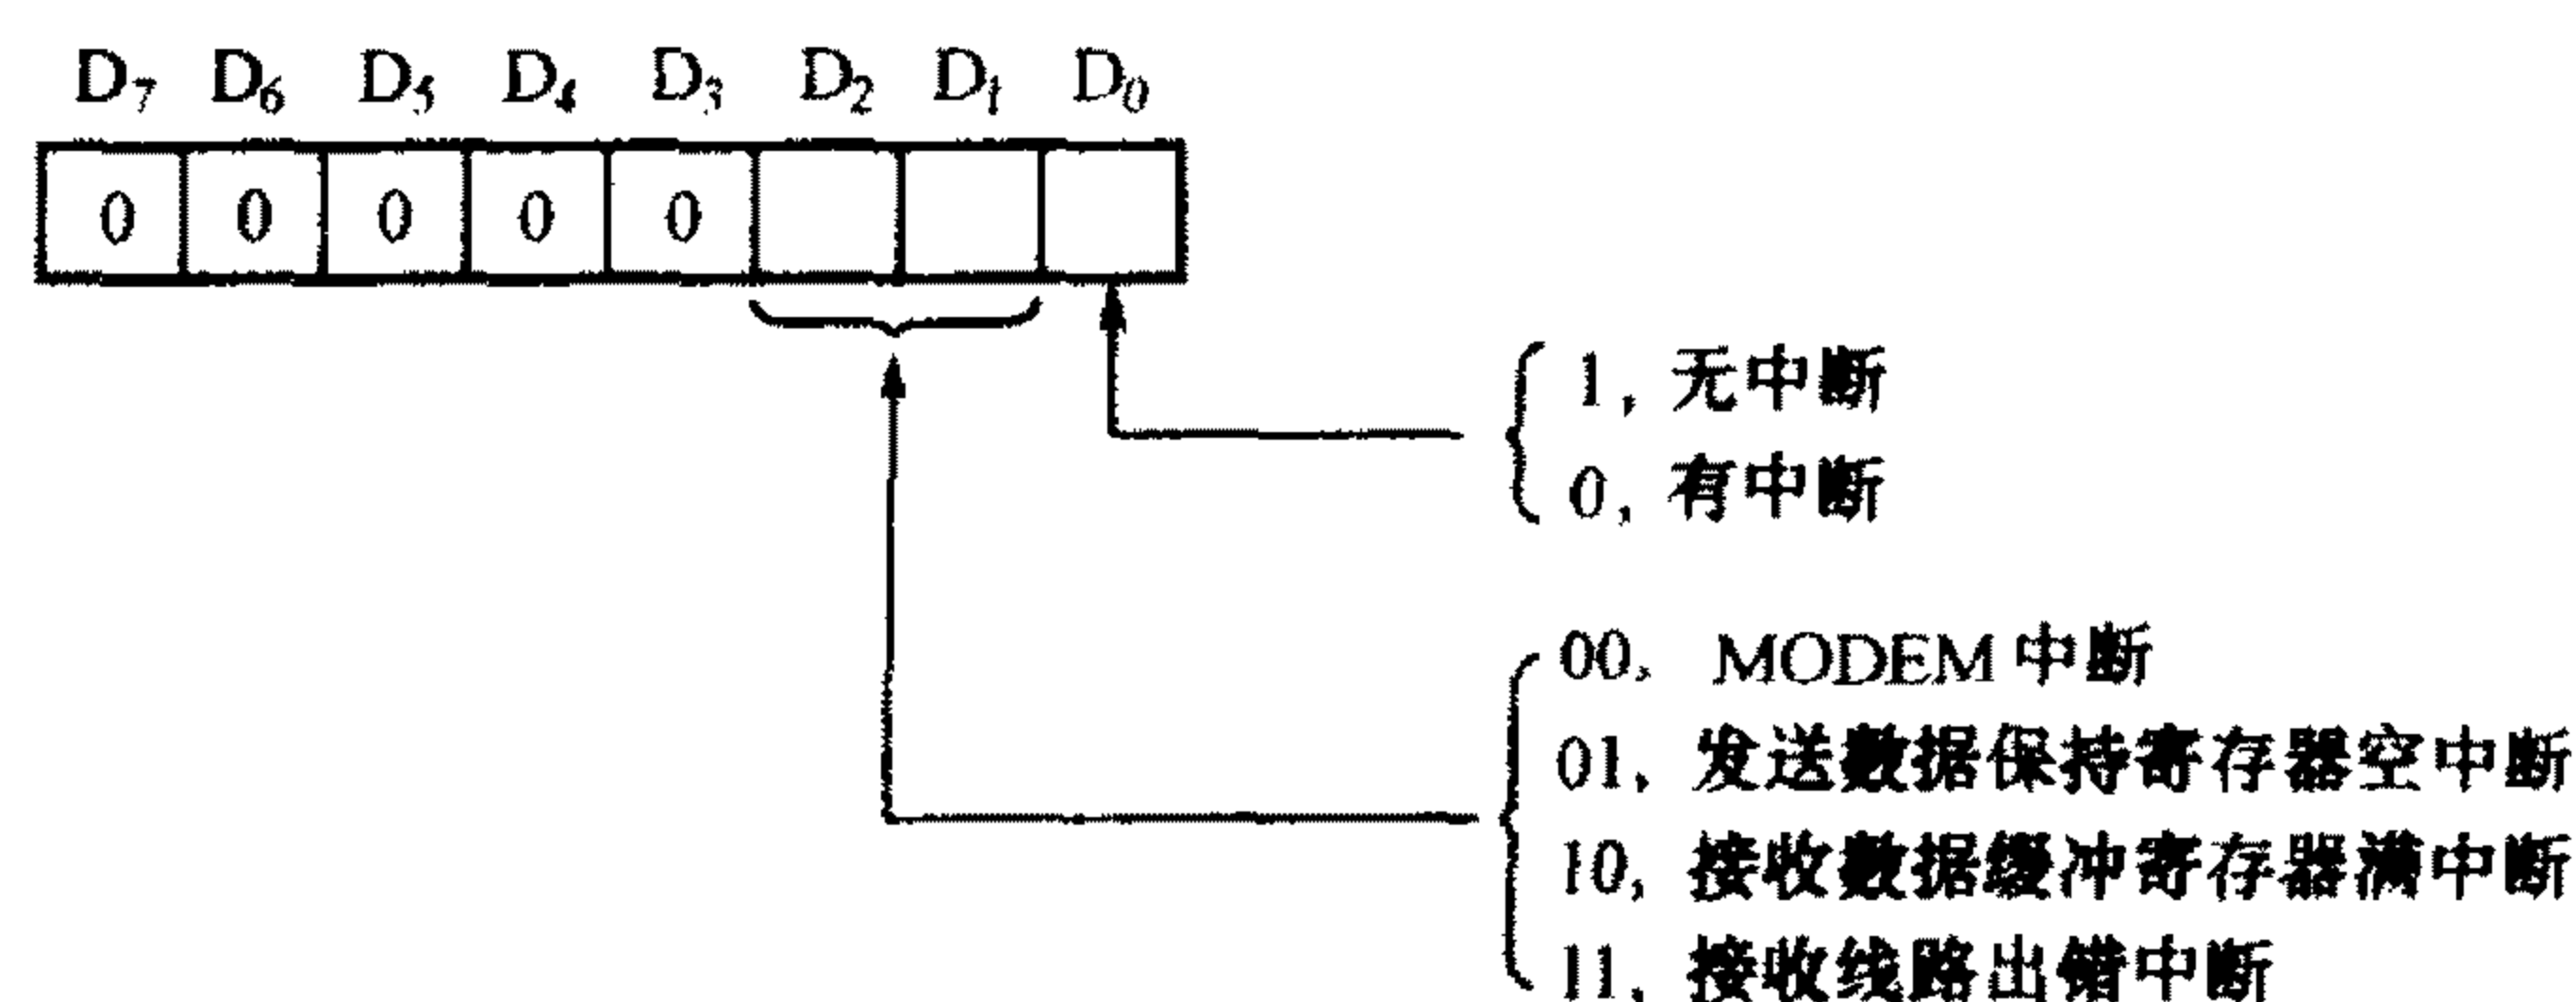 D7 D6 D5 D4 D3 D2 D1 D0
0 0 0 0 0
1, 无中断
0, 有中断
00, MODEM 中断
01, 发送数据保持寄存器空中断
10, 接收数据缓冲寄存器满中断
11, 接收线路出错中断